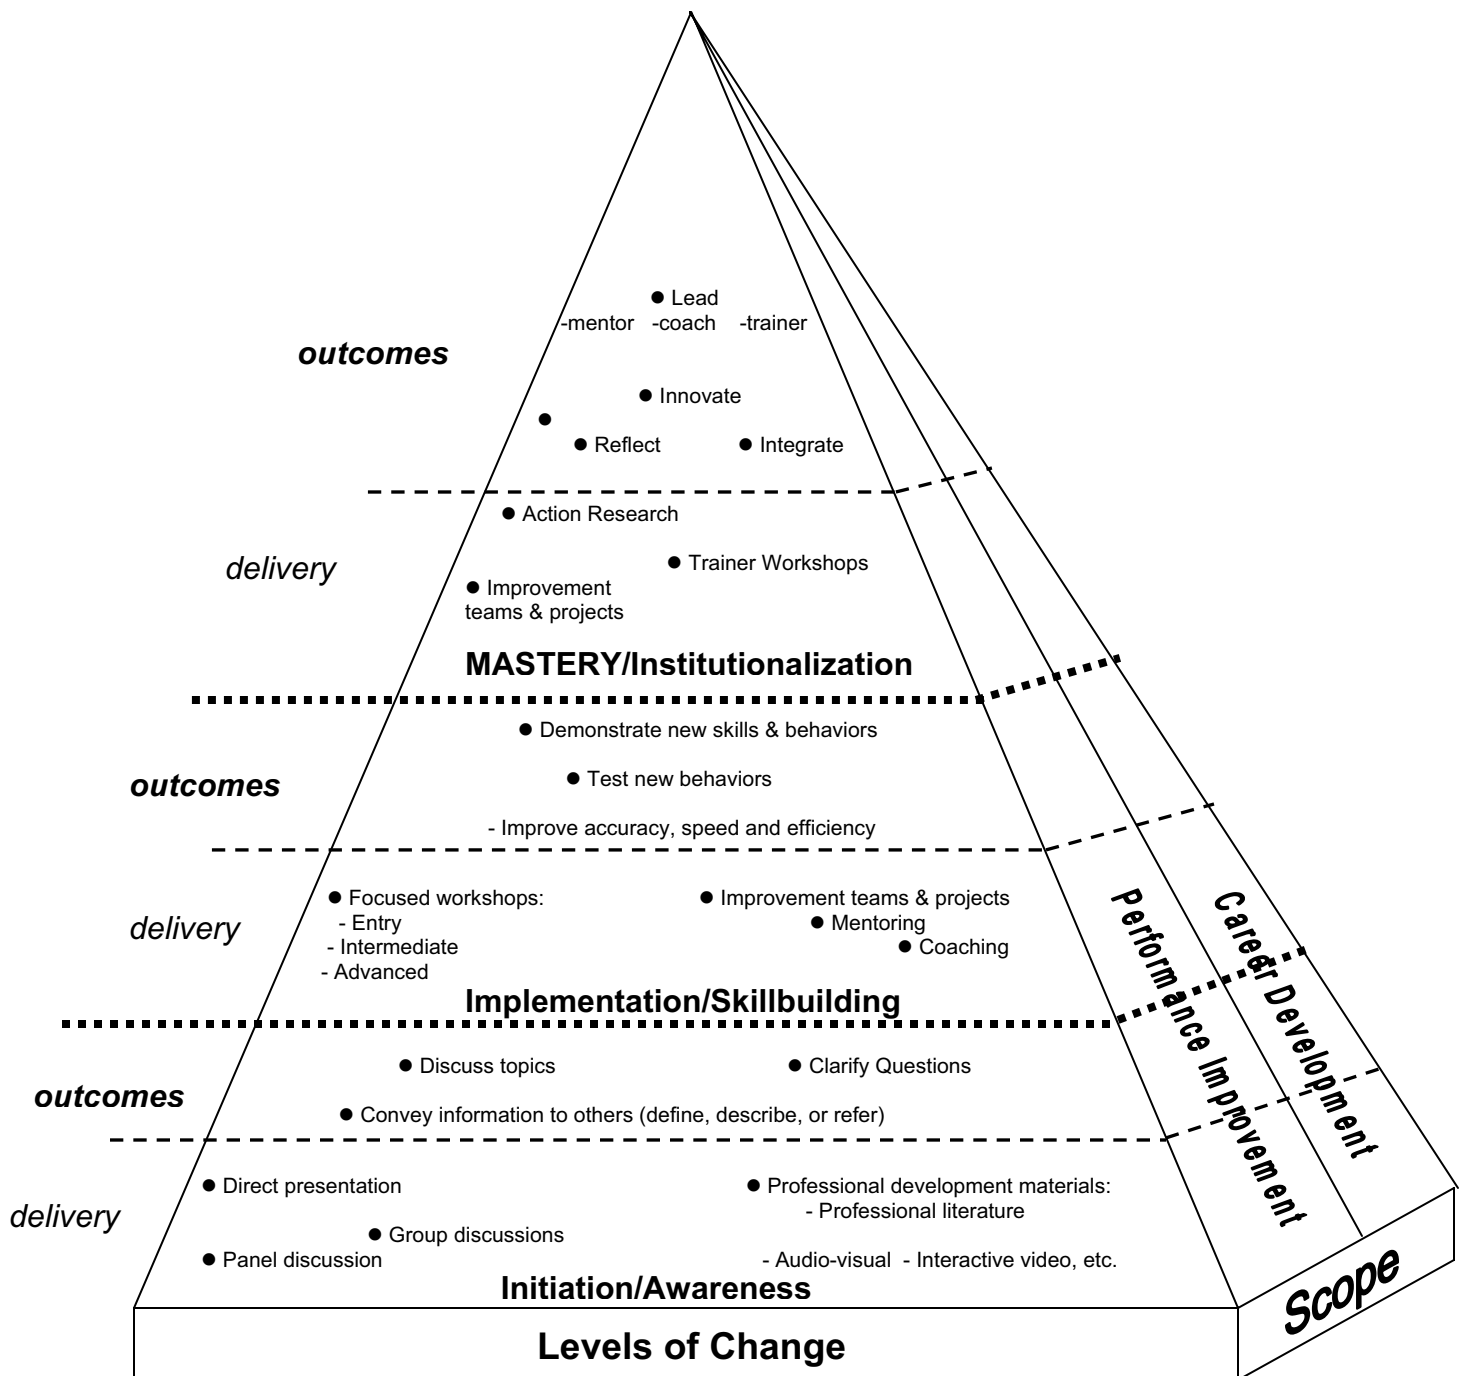 ● Lead
-mentor -coach -trainer
outcomes
● Innovate
●
● Reflect ● Integrate
● Action Research
delivery
● Trainer Workshops
● Improvement
teams & projects
MASTERY/Institutionalization
● Demonstrate new skills & behaviors
outcomes
● Test new behaviors
- Improve accuracy, speed and efficiency
delivery
● Focused workshops:
- Entry
- Intermediate
- Advanced
● Improvement teams & projects
● Mentoring
● Coaching
Implementation/Skillbuilding
● Discuss topics ● Clarify Questions
outcomes
● Convey information to others (define, describe, or refer)
delivery
● Direct presentation
● Group discussions
● Panel discussion
● Professional development materials:
- Professional literature
- Audio-visual - Interactive video, etc.
Initiation/Awareness
Levels of Change
Performance Improvement
Career Development
Scope